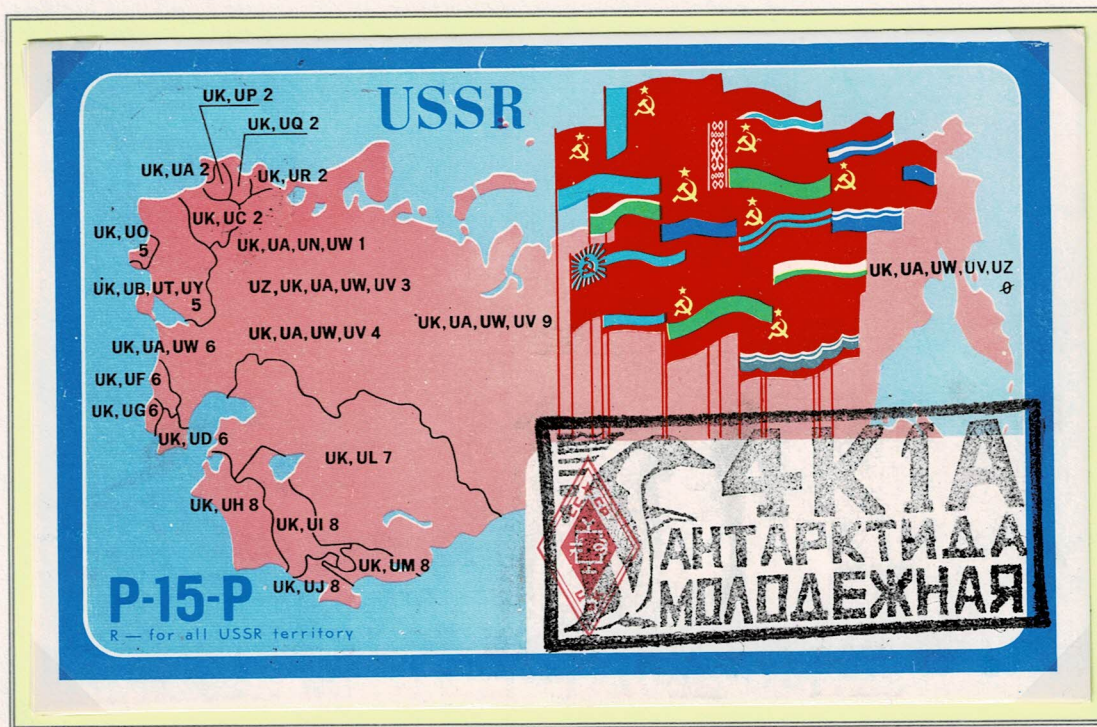 USSR
UK, UP 2
UK, UQ 2
UK, UA 2
UK, UR 2
UK, UC 2
UK, UO
5
UK, UA, UN, UW 1
UK, UB, UT, UY
5
UZ, UK, UA, UW, UV 3
UK, UA, UW, UV, UZ
0
UK, UA, UW, UV 9
UK, UA, UW, UV 4
UK, UA, UW 6
UK, UF 6
UK, UG 6
UK, UD 6
UK, UL 7
UK, UH 8
UK, UI 8
UK, UM 8
UK, UJ 8
P-15-P
R — for all USSR territory
4K1A
АНТАРКТИДА
МОЛОДЕЖНАЯ